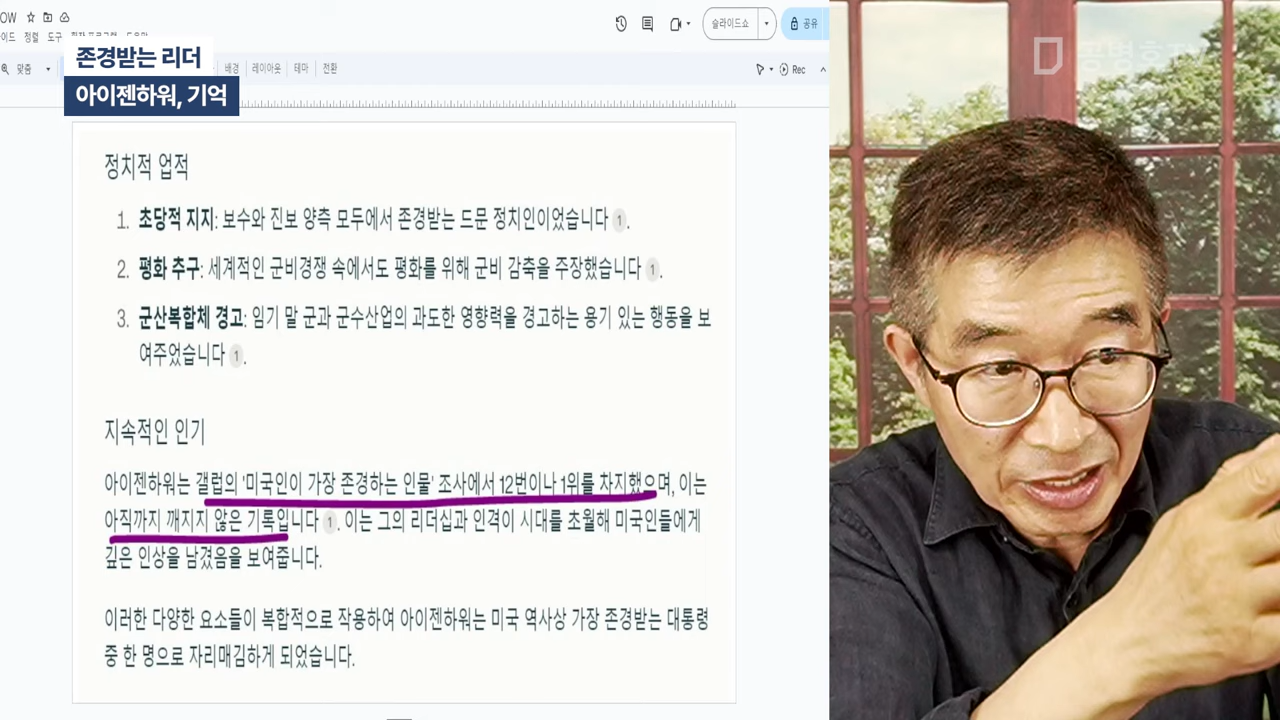 OW
이드 정렬 도구
슬라이드쇼
공유
존경받는 리더
맞춤
배경 레이아웃 테마 전환
Rec
아이젠하워, 기억
정치적 업적
1. 초당적 지지: 보수와 진보 양측 모두에서 존경받는 드문 정치인이었습니다 1.
2. 평화 추구: 세계적인 군비경쟁 속에서도 평화를 위해 군비 감축을 주장했습니다 1.
3. 군산복합체 경고: 임기 말 군과 군수산업의 과도한 영향력을 경고하는 용기 있는 행동을 보
여주었습니다 1.
지속적인 인기
아이젠하워는 갤럽의 '미국인이 가장 존경하는 인물' 조사에서 12번이나 1위를 차지했으며, 이는
아직까지 깨지지 않은 기록입니다 1. 이는 그의 리더십과 인격이 시대를 초월해 미국인들에게
깊은 인상을 남겼음을 보여줍니다.
이러한 다양한 요소들이 복합적으로 작용하여 아이젠하워는 미국 역사상 가장 존경받는 대통령
중 한 명으로 자리매김하게 되었습니다.